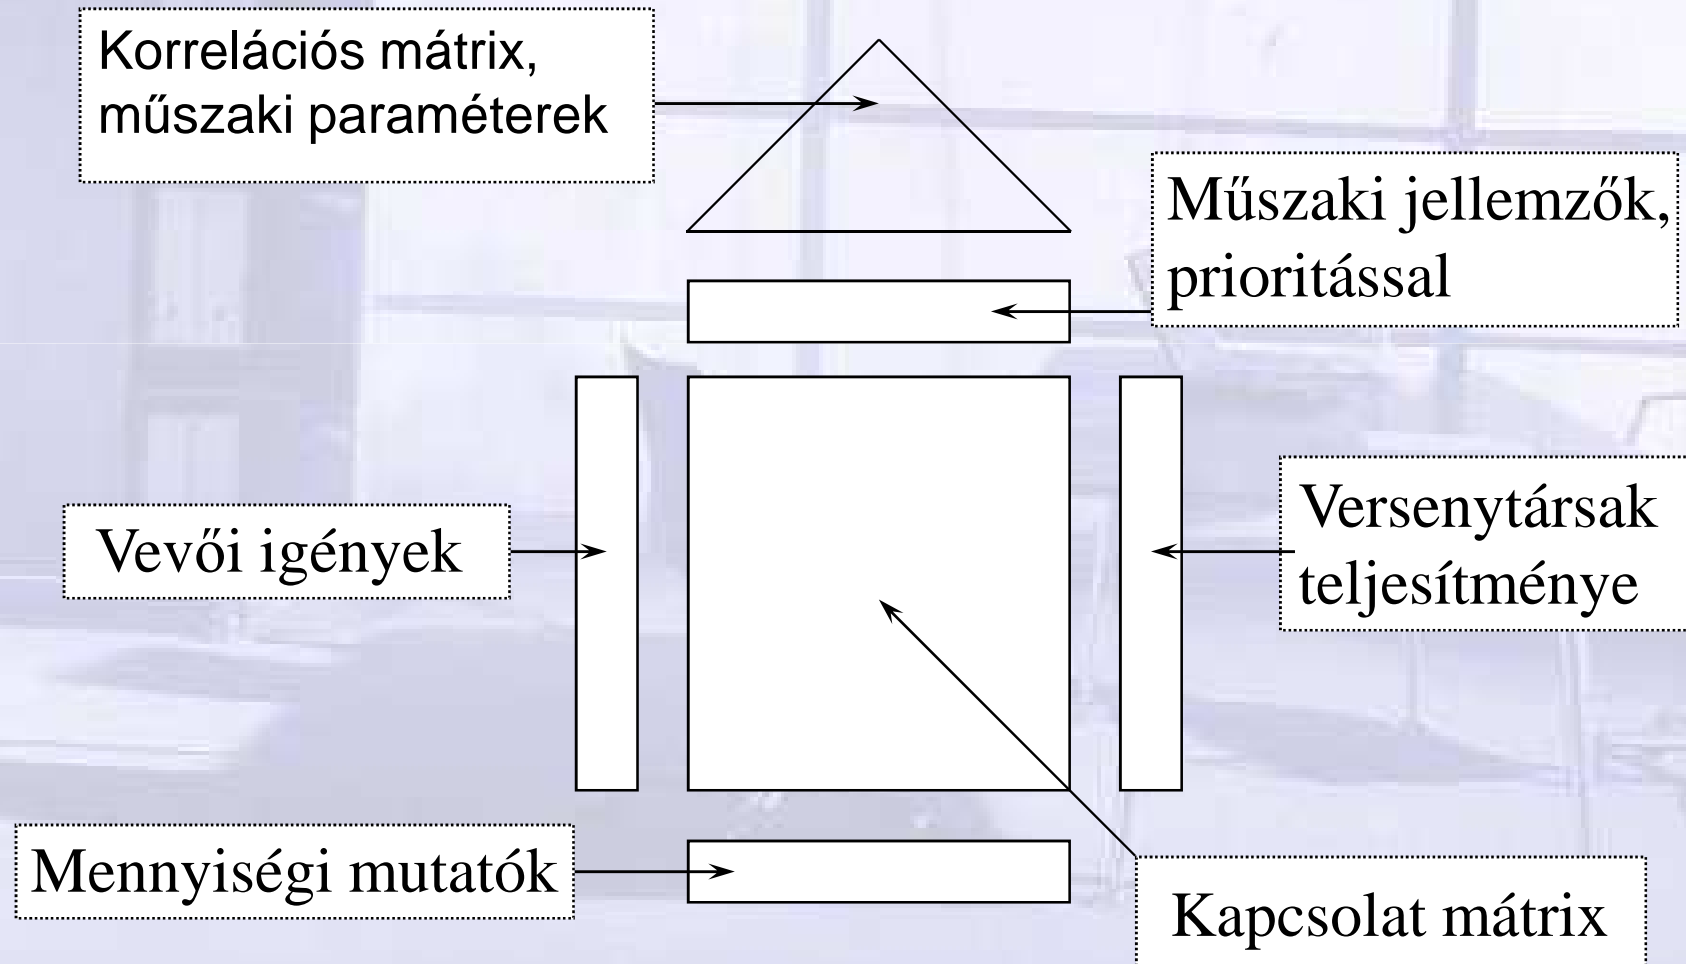 Korrelációs mátrix,
műszaki paraméterek
Műszaki jellemzők,
prioritással
Vevői igények
Versenytársak
teljesítménye
Mennyiségi mutatók
Kapcsolat mátrix